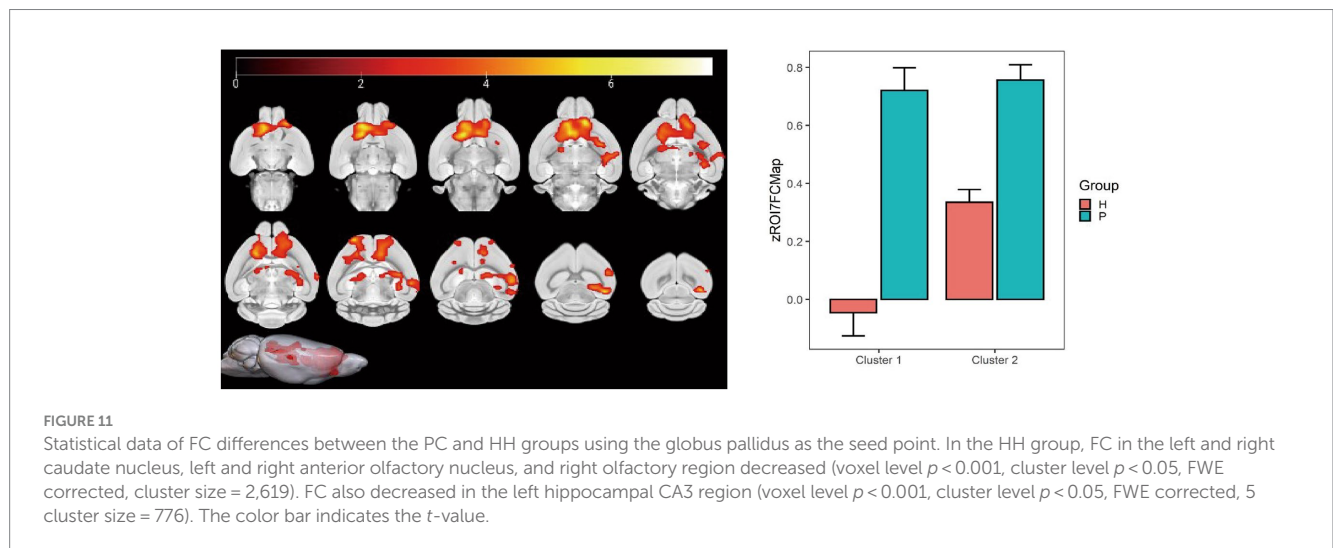 0 2 4 6
0.8
0.6
0.4
0.2
0.0
zROI7FCMap
Cluster 1 Cluster 2
Group
H
P
FIGURE 11
Statistical data of FC differences between the PC and HH groups using the globus pallidus as the seed point. In the HH group, FC in the left and right
caudate nucleus, left and right anterior olfactory nucleus, and right olfactory region decreased (voxel level p < 0.001, cluster level p < 0.05, FWE
corrected, cluster size = 2,619). FC also decreased in the left hippocampal CA3 region (voxel level p < 0.001, cluster level p < 0.05, FWE corrected, 5
cluster size = 776). The color bar indicates the t-value.